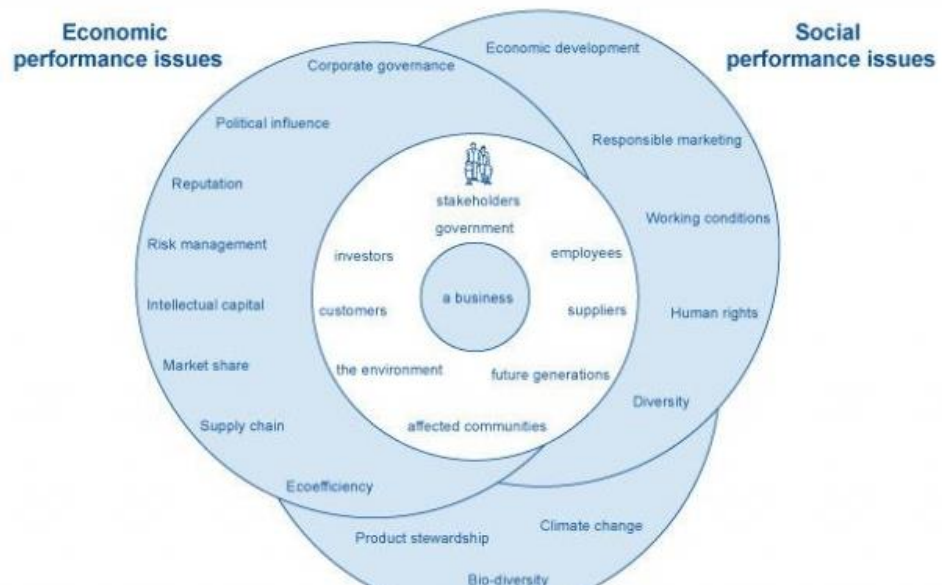 Economic
performance issues
Social
performance issues
Economic development
Corporate governance
Political influence
Responsible marketing
Reputation
stakeholders
Working conditions
government
Risk management
investors
employees
a business
Intellectual capital
customers
suppliers
Human rights
Market share
the environment
future generations
Diversity
Supply chain
affected communities
Ecoefficiency
Climate change
Product stewardship
Bio-diversity